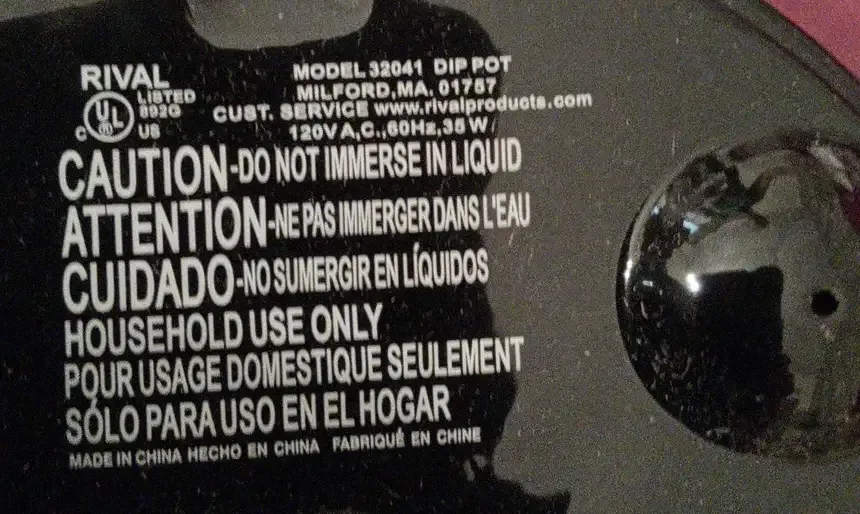 RIVAL
MODEL 32041 DIP POT
LISTED
MILFORD,MA. 01757
UL
892G
CUST. SERVICE www.rivalproducts.com
C
US
120V A,C.,60Hz,35W
CAUTION-DO NOT IMMERSE IN LIQUID
ATTENTION-NE PAS IMMERGER DANS L'EAU
CUIDADO-NO SUMERGIR EN LÍQUIDOS
HOUSEHOLD USE ONLY
POUR USAGE DOMESTIQUE SEULEMENT
SÓLO PARA USO EN EL HOGAR
MADE IN CHINA HECHO EN CHINA FABRIQUÉ EN CHINE